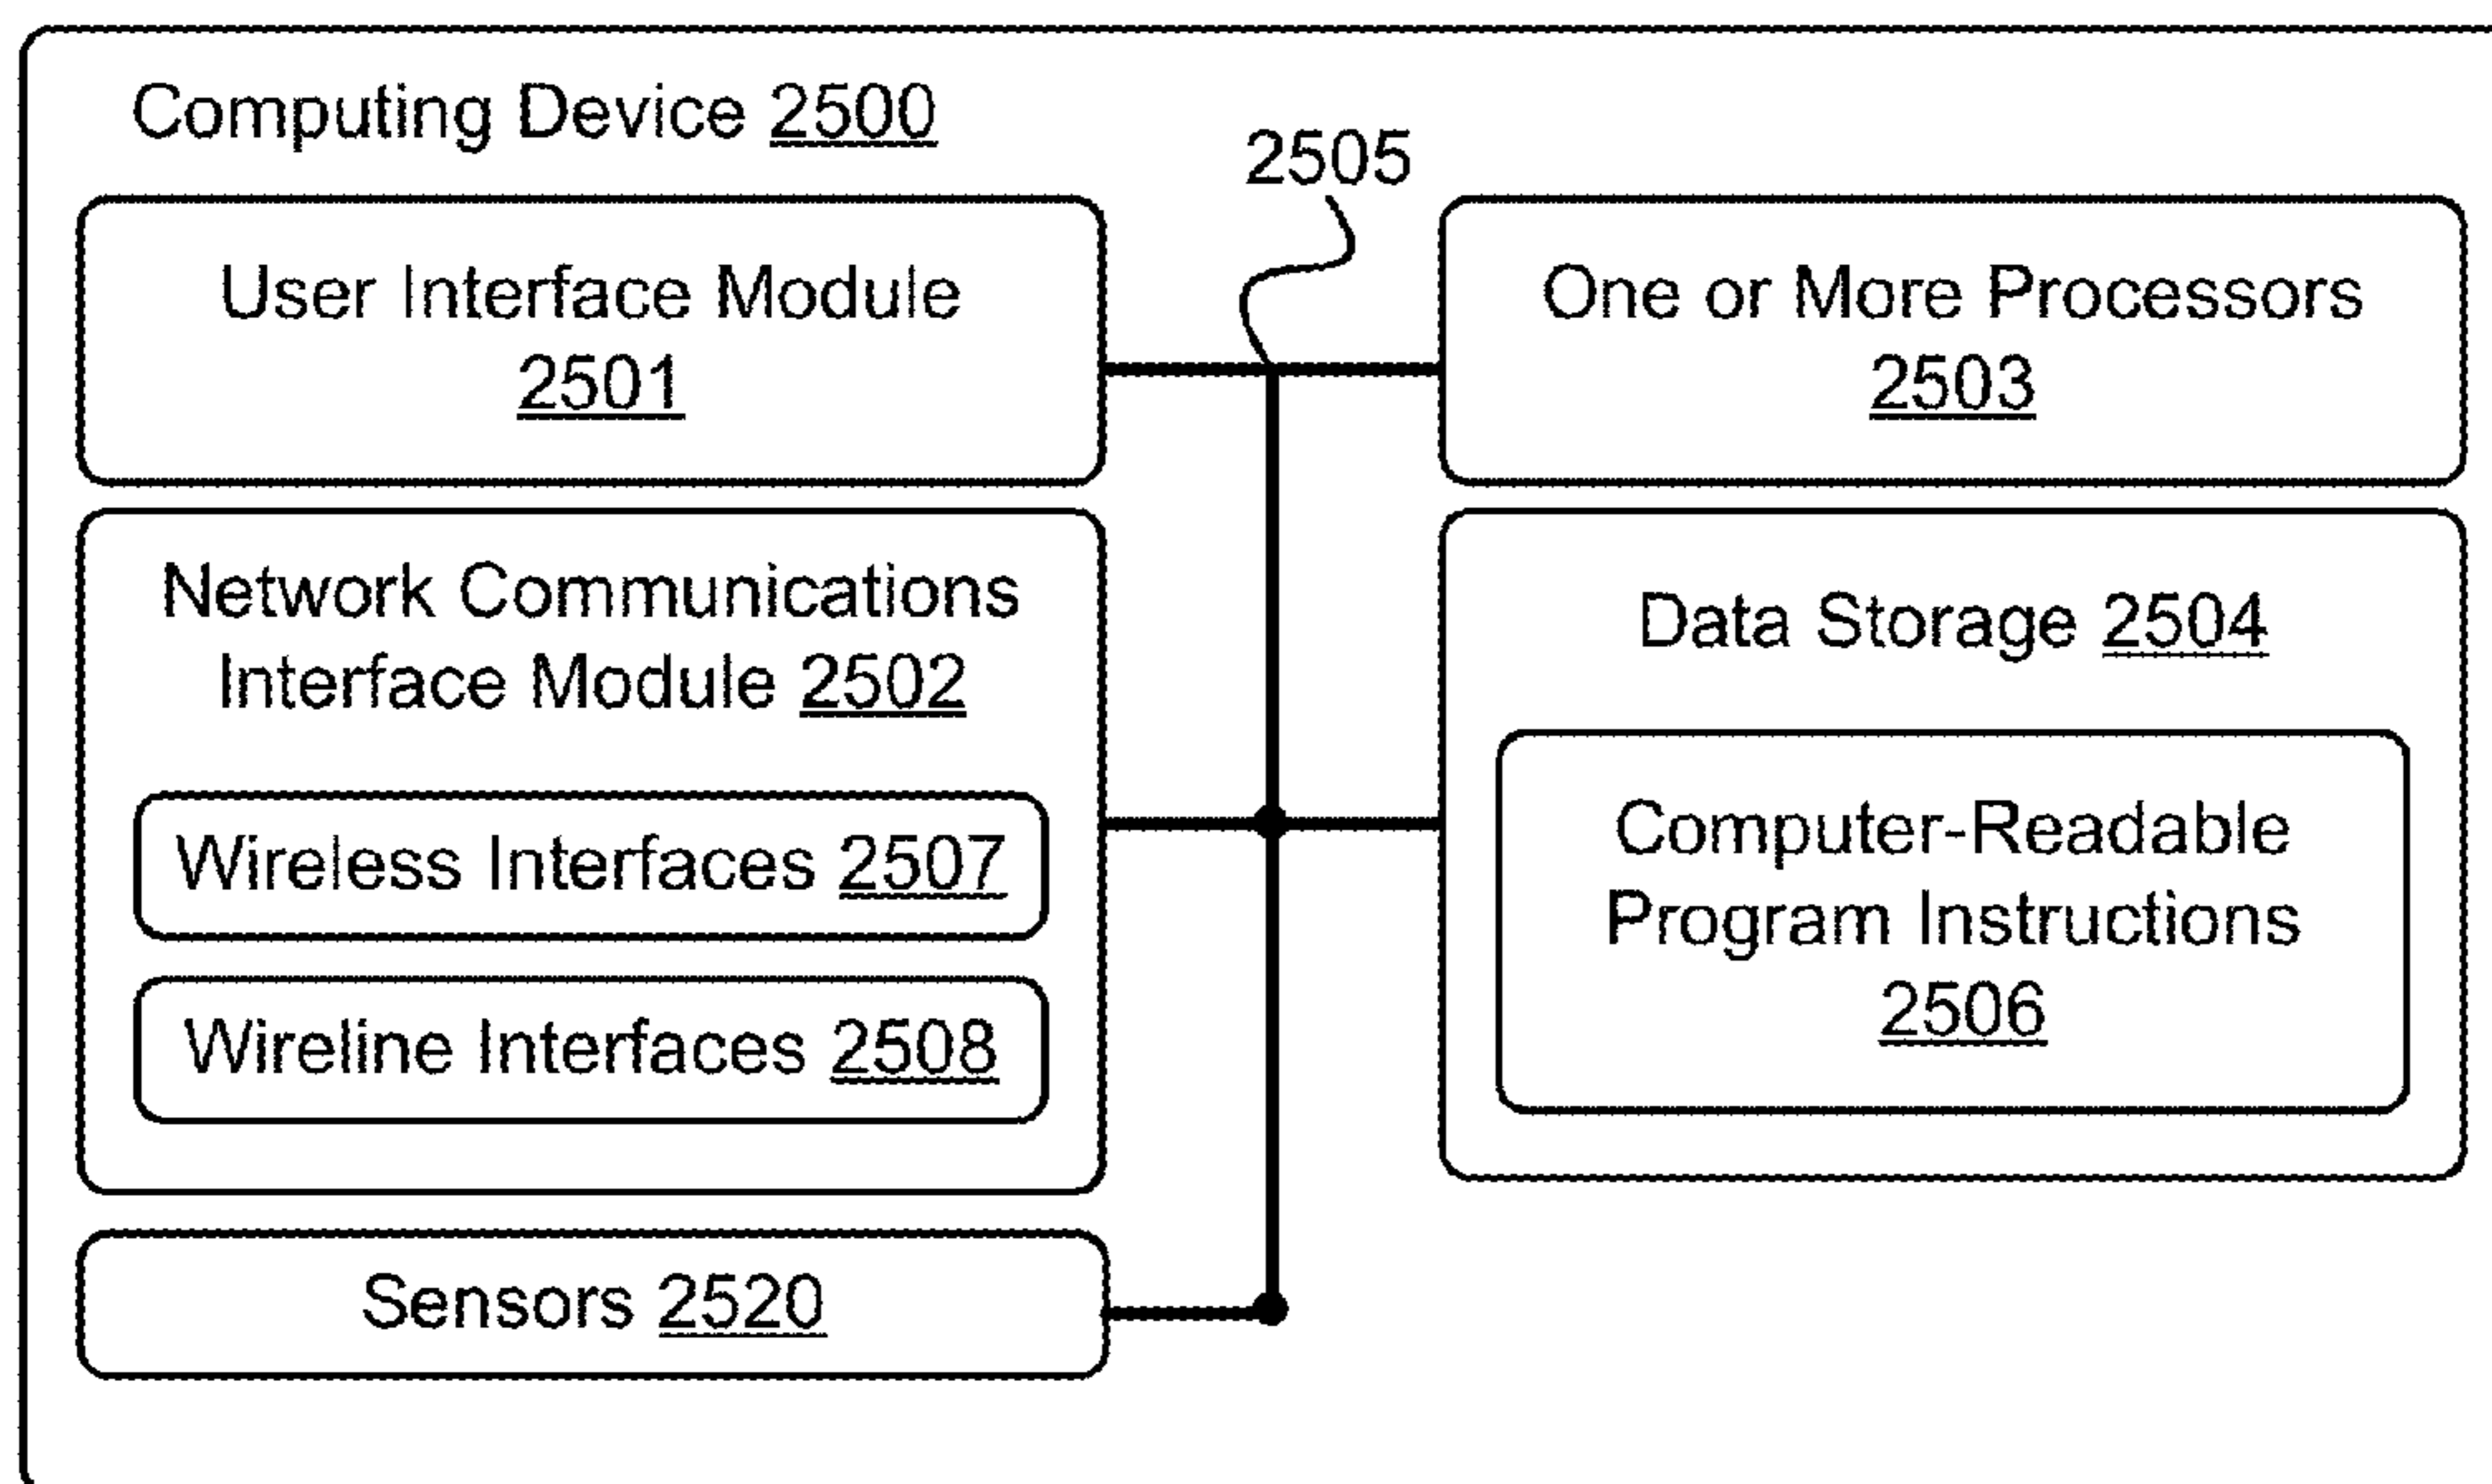 Computing Device 2500
2505
User Interface Module
2501
One or More Processors
2503
Network Communications
Interface Module 2502
Wireless Interfaces 2507
Wireline Interfaces 2508
Data Storage 2504
Computer-Readable
Program Instructions
2506
Sensors 2520